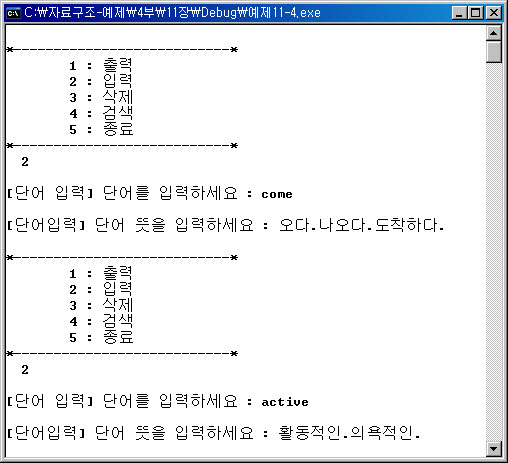 C:₩자료구조-예제₩4부₩11장₩Debug₩예제11-4.exe
*---------------------------*
1 : 출력
2 : 입력
3 : 삭제
4 : 검색
5 : 종료
*---------------------------*
2
[단어 입력] 단어를 입력하세요 : come
[단어입력] 단어 뜻을 입력하세요 : 오다.나오다.도착하다.
*---------------------------*
1 : 출력
2 : 입력
3 : 삭제
4 : 검색
5 : 종료
*---------------------------*
2
[단어 입력] 단어를 입력하세요 : active
[단어입력] 단어 뜻을 입력하세요 : 활동적인.의욕적인.